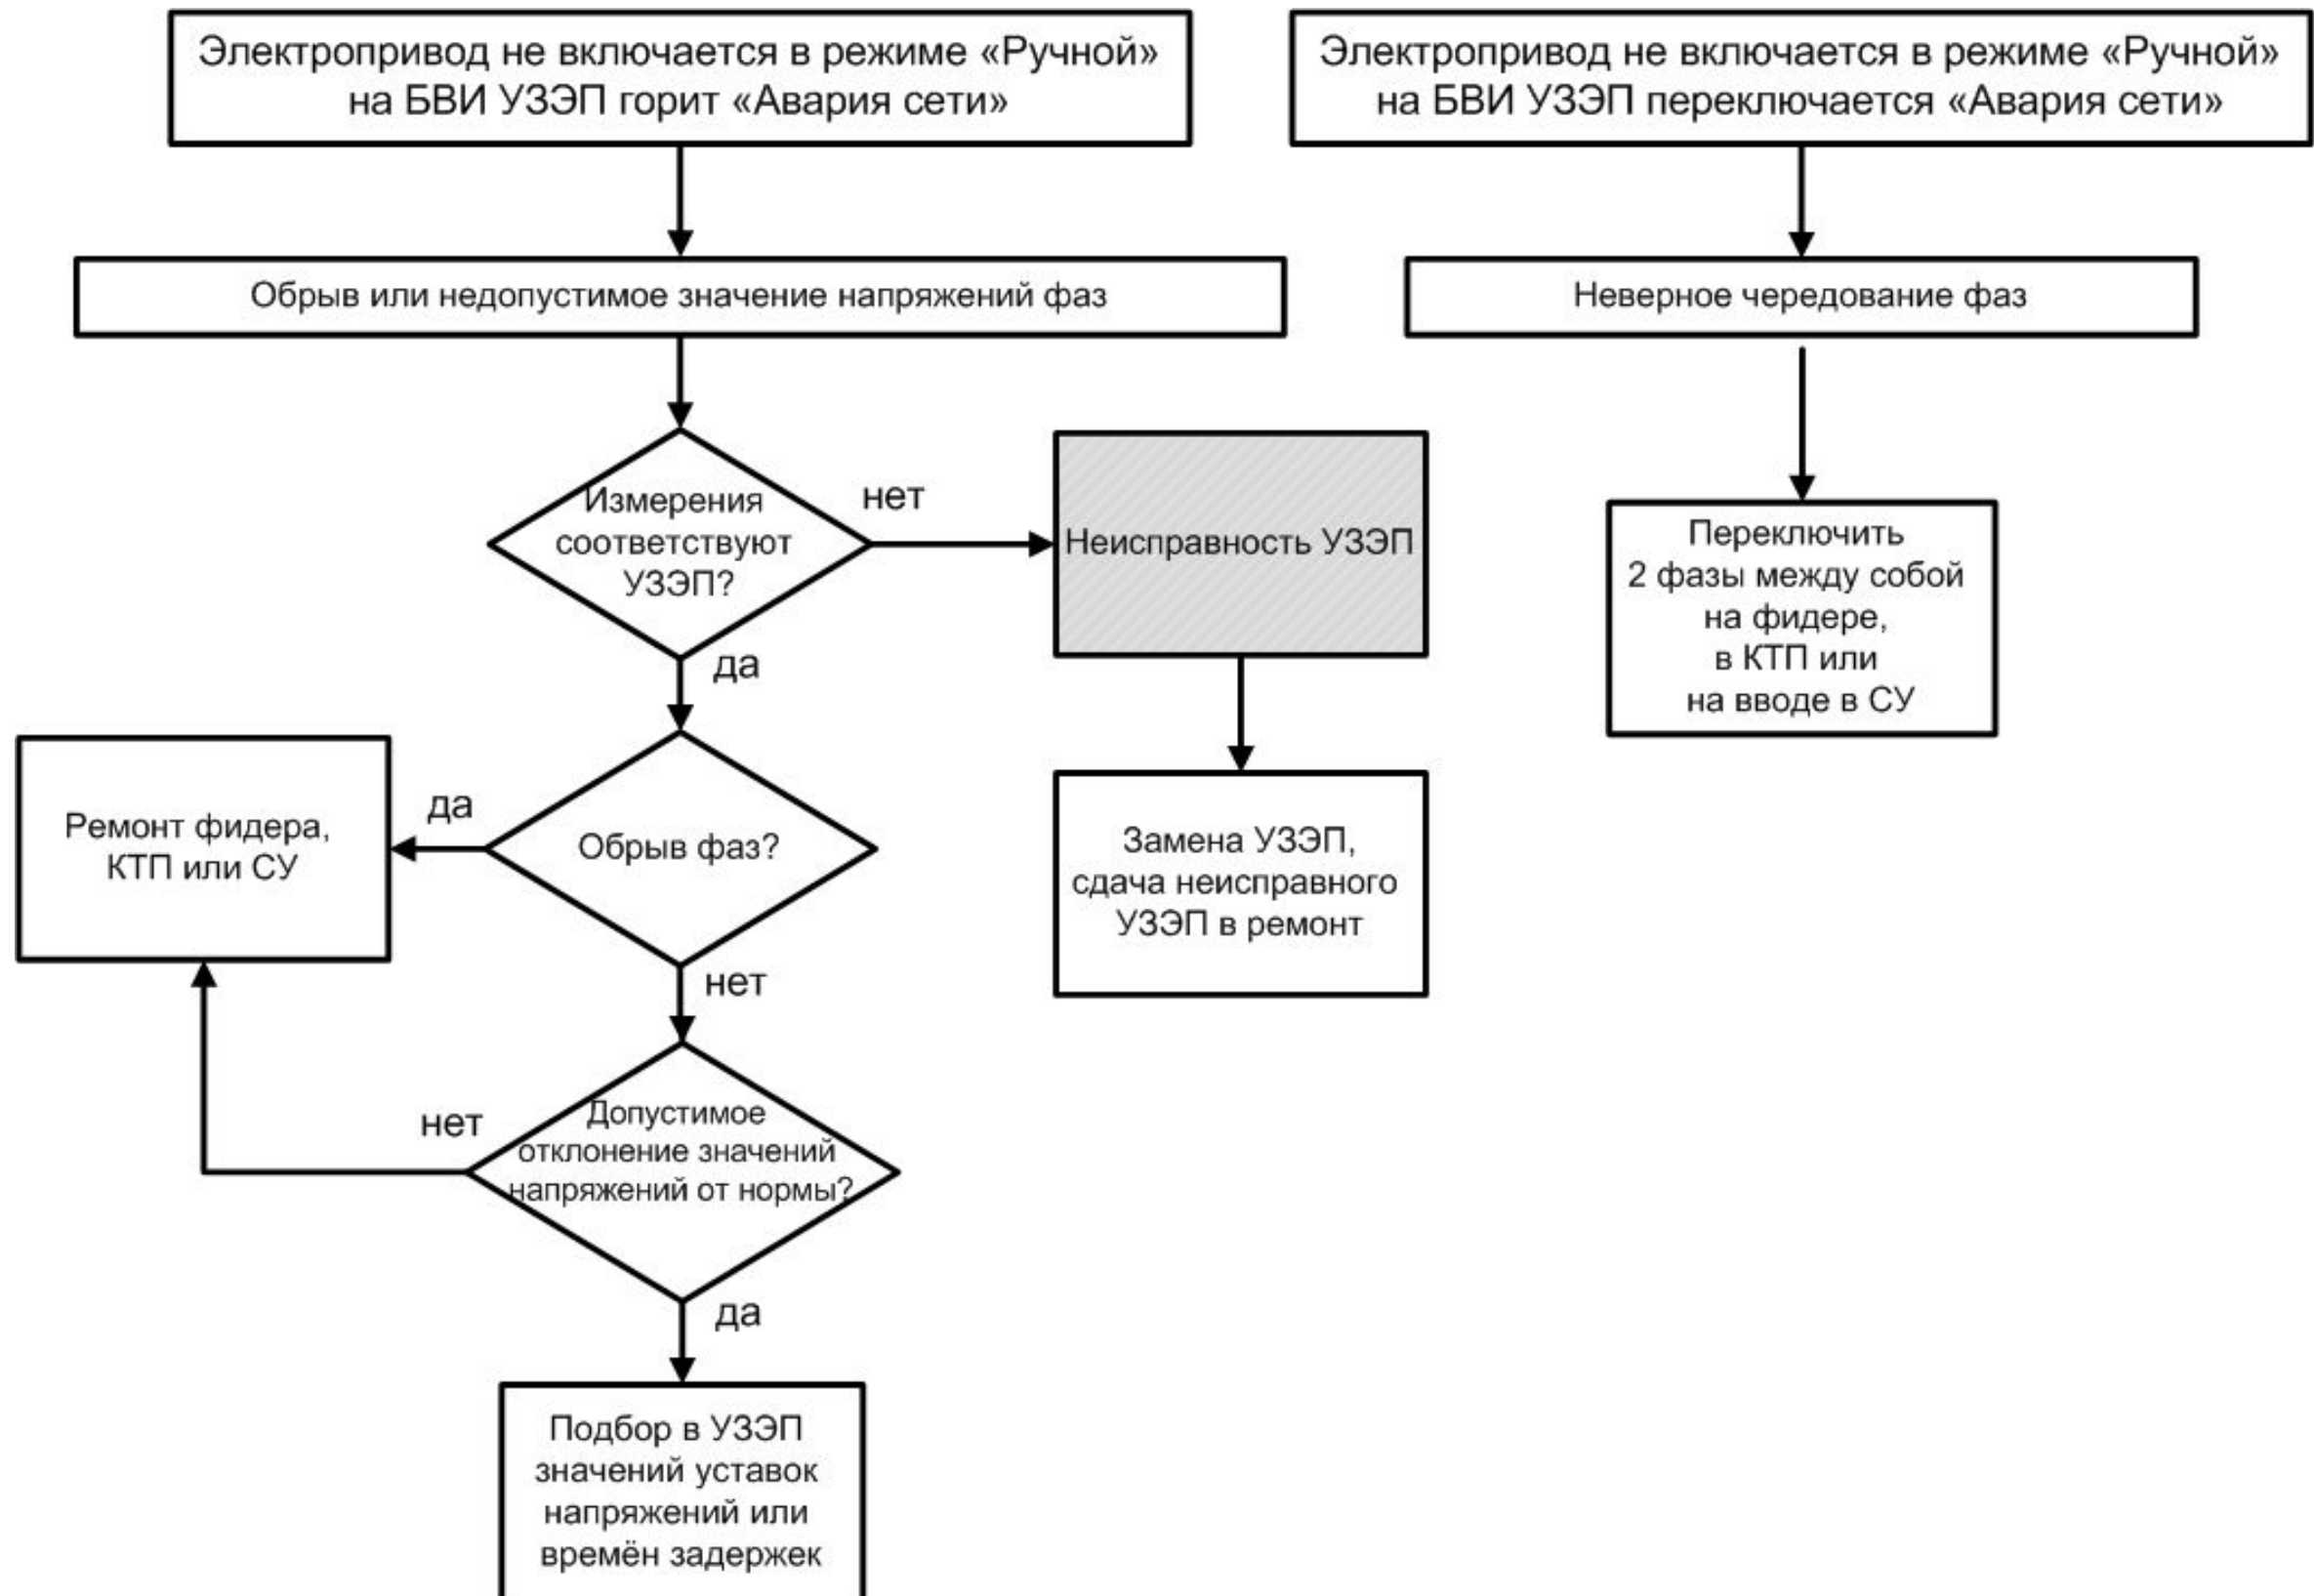 Электропривод не включается в режиме «Ручной»
на БВИ УЗЭП горит «Авария сети»
Электропривод не включается в режиме «Ручной»
на БВИ УЗЭП переключается «Авария сети»
Обрыв или недопустимое значение напряжений фаз
Неверное чередование фаз
Измерения
соответствуют
УЗЭП?
нет
Неисправность УЗЭП
Переключить
2 фазы между собой
на фидере,
в КТП или
на вводе в СУ
да
Ремонт фидера,
КТП или СУ
да
Обрыв фаз?
Замена УЗЭП,
сдача неисправного
УЗЭП в ремонт
нет
нет
Допустимое
отклонение значений
напряжений от нормы?
да
Подбор в УЗЭП
значений уставок
напряжений или
времён задержек